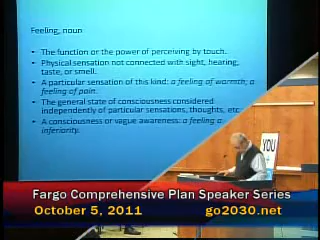 Feeling, noun
• The function or the power of perceiving by touch.
• Physical sensation not connected with sight, hearing,
taste, or smell.
• A particular sensation of this kind: a feeling of warmth; a
feeling of pain.
• The general state of consciousness considered
independently of particular sensations, thoughts, etc.
• A consciousness or vague awareness: a feeling o
inferiority.
YOU
Fargo Comprehensive Plan Speaker Series
October 5, 2011 go2030.net